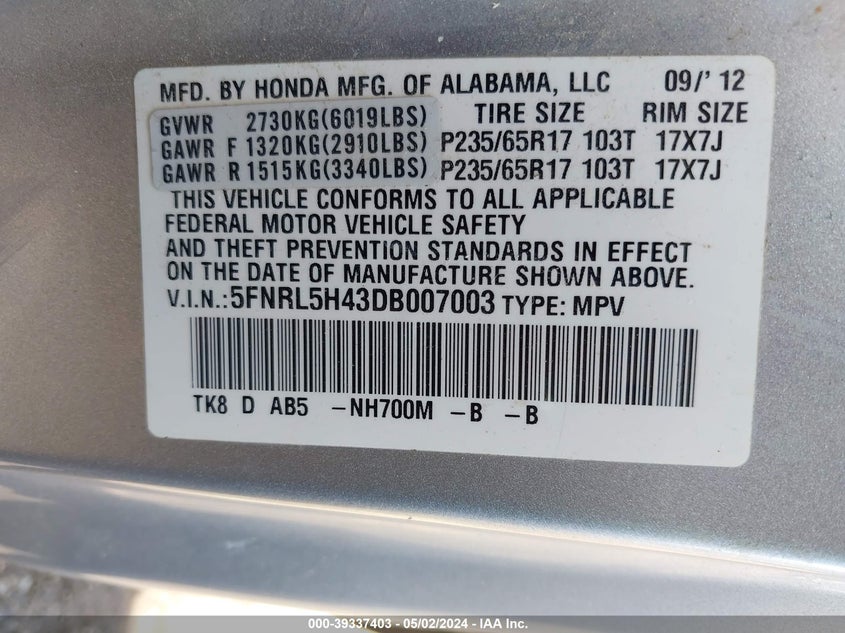 MFD. BY HONDA MFG. OF ALABAMA, LLC 09/' 12
GVWR 2730KG(6019LBS) TIRE SIZE RIM SIZE
GAWR F 1320KG(2910LBS) P235/65R17 103T 17X7J
GAWR R 1515KG(3340LBS) P235/65R17 103T 17X7J
THIS VEHICLE CONFORMS TO ALL APPLICABLE
FEDERAL MOTOR VEHICLE SAFETY
AND THEFT PREVENTION STANDARDS IN EFFECT
ON THE DATE OF MANUFACTURE SHOWN ABOVE.
V.I.N.:5FNRL5H43DB007003 TYPE: MPV
TK8 D AB5 -NH700M -B -B
000-39337403 - 05/02/2024 - IAA Inc.